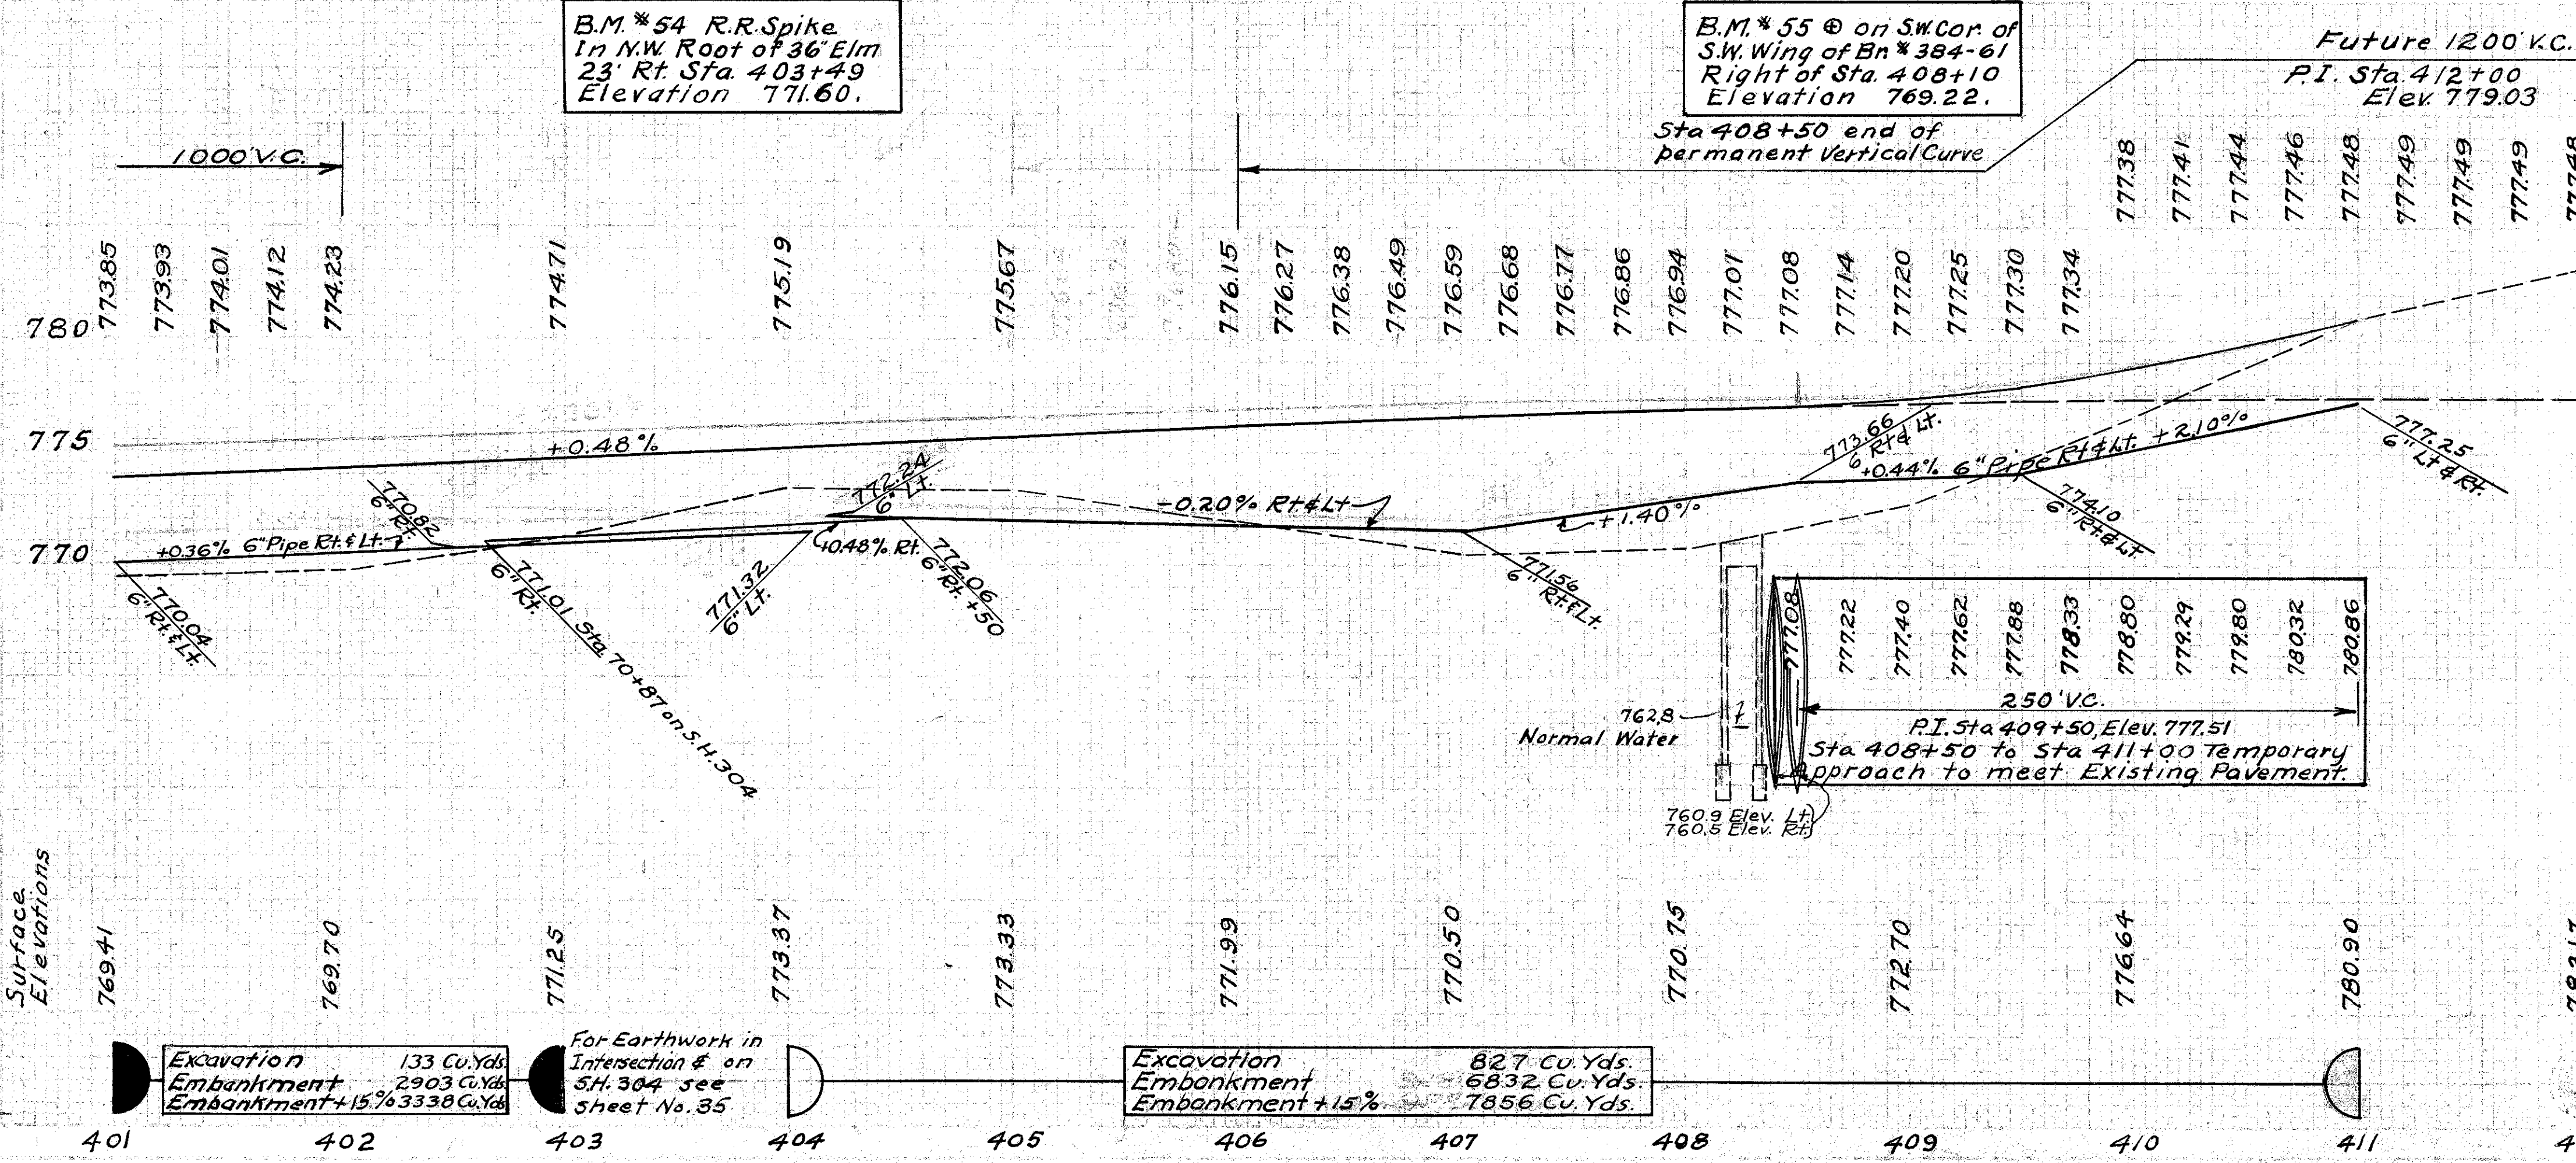 B.M. #54 R.R. Spike
In N.W. Root of 36" Elm
23' Rt. Sta. 403+49
Elevation 771.60.
B.M. #55 ⊕ on S.W. Cor. of
S.W. Wing of Br. #384-61
Right of Sta. 408+10
Elevation 769.22.
Future 1200' V.C.
P.I. Sta. 412+00
Elev. 779.03
Sta 408+50 end of
permanent Vertical Curve
1000' V.C.
777.38 777.41 777.44 777.46 777.48 777.49 777.49 777.49 777.48
773.85 773.93 774.01 774.12 774.23 774.71 775.19 775.67 776.15 776.27 776.38 776.49 776.59 776.68 776.77 776.86 776.94 777.01 777.08 777.14 777.20 777.25 777.30 777.34
780
775
770
+0.48%
770.82
6" Rt.
772.24
6" Lt.
-0.20% Rt & Lt
+1.40%
773.66
6 Rt & Lt.
+0.44% 6" Pipe Rt & Lt. +2.10%
777.25
6" Lt & Rt.
+0.36% 6" Pipe Rt. & Lt.
+0.48% Rt.
770.04
6" Rt. & Lt.
771.01 Sta. 70+87 on S.H. 304
6" Rt.
771.32
6" Lt.
772.06
6" Rt. +50
771.56
6" Rt. & Lt.
774.10
6" Rt. & Lt.
777.08 777.22 777.40 777.62 777.88 778.33 778.80 779.29 779.80 780.32 780.86
250' V.C.
P.I. Sta 409+50, Elev. 777.51
Sta 408+50 to Sta 411+00 Temporary
Approach to meet Existing Pavement.
762.8
Normal Water
760.9 Elev. Lt.
760.5 Elev. Rt.
Surface
Elevations
769.41 769.70 771.25 773.37 773.33 771.99 770.50 770.75 772.70 776.64 780.90
Excavation 133 Cu. Yds.
Embankment 2903 Cu. Yds.
Embankment +15% 3338 Cu. Yds.
For Earthwork in
Intersection & on
S.H. 304 see
sheet No. 35
Excavation 827 Cu. Yds.
Embankment 6832 Cu. Yds.
Embankment +15% 7856 Cu. Yds.
401 402 403 404 405 406 407 408 409 410 411